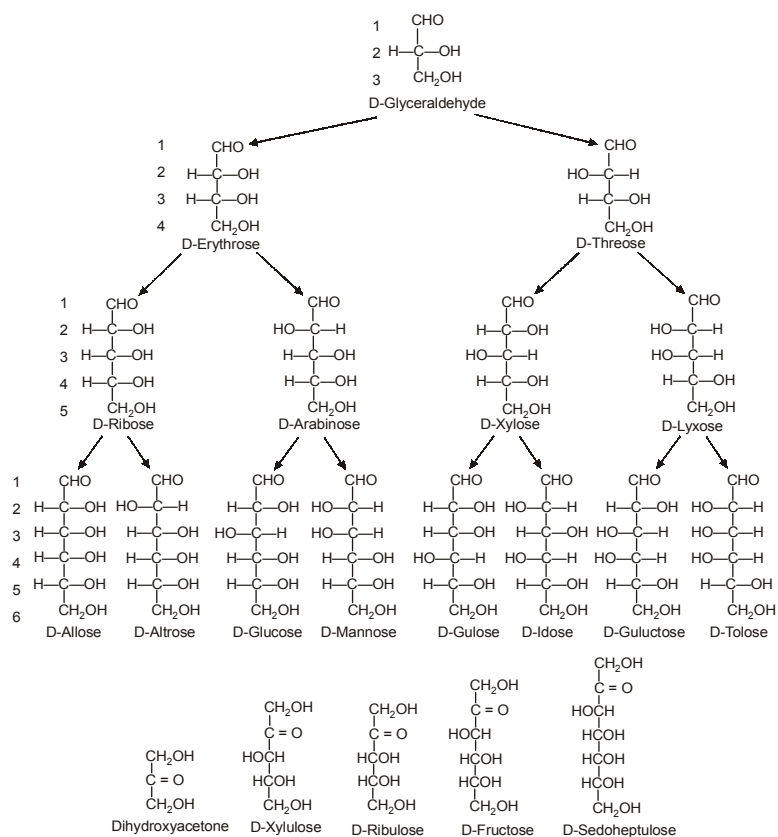 1 CHO
2 H—C—OH
3 CH₂OH
D-Glyceraldehyde
1 CHO CHO
2 H—C—OH HO—C—H
3 H—C—OH H—C—OH
4 CH₂OH CH₂OH
D-Erythrose D-Threose
1 CHO CHO CHO CHO
2 H—C—OH HO—C—H H—C—OH HO—C—H
3 H—C—OH H—C—OH HO—C—H HO—C—H
4 H—C—OH H—C—OH H—C—OH H—C—OH
5 CH₂OH CH₂OH CH₂OH CH₂OH
D-Ribose D-Arabinose D-Xylose D-Lyxose
1 CHO CHO CHO CHO CHO CHO CHO CHO
2 H—C—OH HO—C—H H—C—OH HO—C—H H—C—OH HO—C—H H—C—OH HO—C—H
3 H—C—OH H—C—OH HO—C—H HO—C—H H—C—OH H—C—OH HO—C—H HO—C—H
4 H—C—OH H—C—OH H—C—OH H—C—OH HO—C—H HO—C—H HO—C—H HO—C—H
5 H—C—OH H—C—OH H—C—OH H—C—OH H—C—OH H—C—OH H—C—OH H—C—OH
6 CH₂OH CH₂OH CH₂OH CH₂OH CH₂OH CH₂OH CH₂OH CH₂OH
D-Allose D-Altrose D-Glucose D-Mannose D-Gulose D-Idose D-Guluctose D-Tolose
CH₂OH
C = O
CH₂OH
Dihydroxyacetone
CH₂OH
C = O
HOCH
HCOH
CH₂OH
D-Xylulose
CH₂OH
C = O
HCOH
HCOH
CH₂OH
D-Ribulose
CH₂OH
C = O
HOCH
HCOH
HCOH
CH₂OH
D-Fructose
CH₂OH
C = O
HOCH
HCOH
HCOH
HCOH
CH₂OH
D-Sedoheptulose